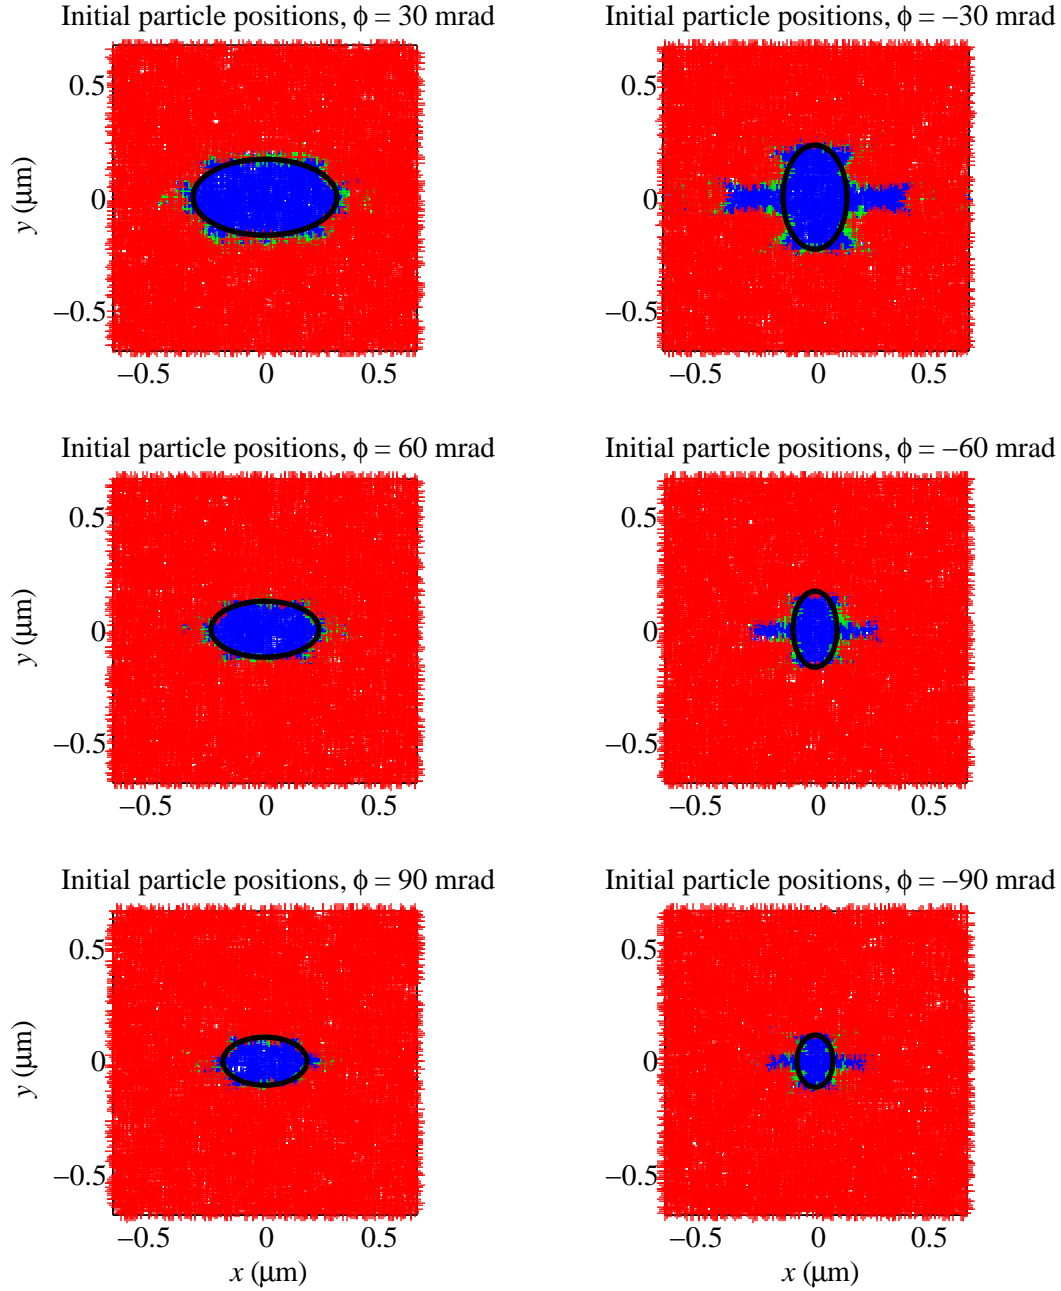 Initial particle positions, ϕ = 30 mrad
Initial particle positions, ϕ = −30 mrad
0.5
0
−0.5
y (μm)
−0.5 0 0.5
0.5
0
−0.5
−0.5 0 0.5
Initial particle positions, ϕ = 60 mrad
Initial particle positions, ϕ = −60 mrad
0.5
0
−0.5
y (μm)
−0.5 0 0.5
0.5
0
−0.5
−0.5 0 0.5
Initial particle positions, ϕ = 90 mrad
Initial particle positions, ϕ = −90 mrad
0.5
0
−0.5
y (μm)
−0.5 0 0.5
x (μm)
0.5
0
−0.5
−0.5 0 0.5
x (μm)